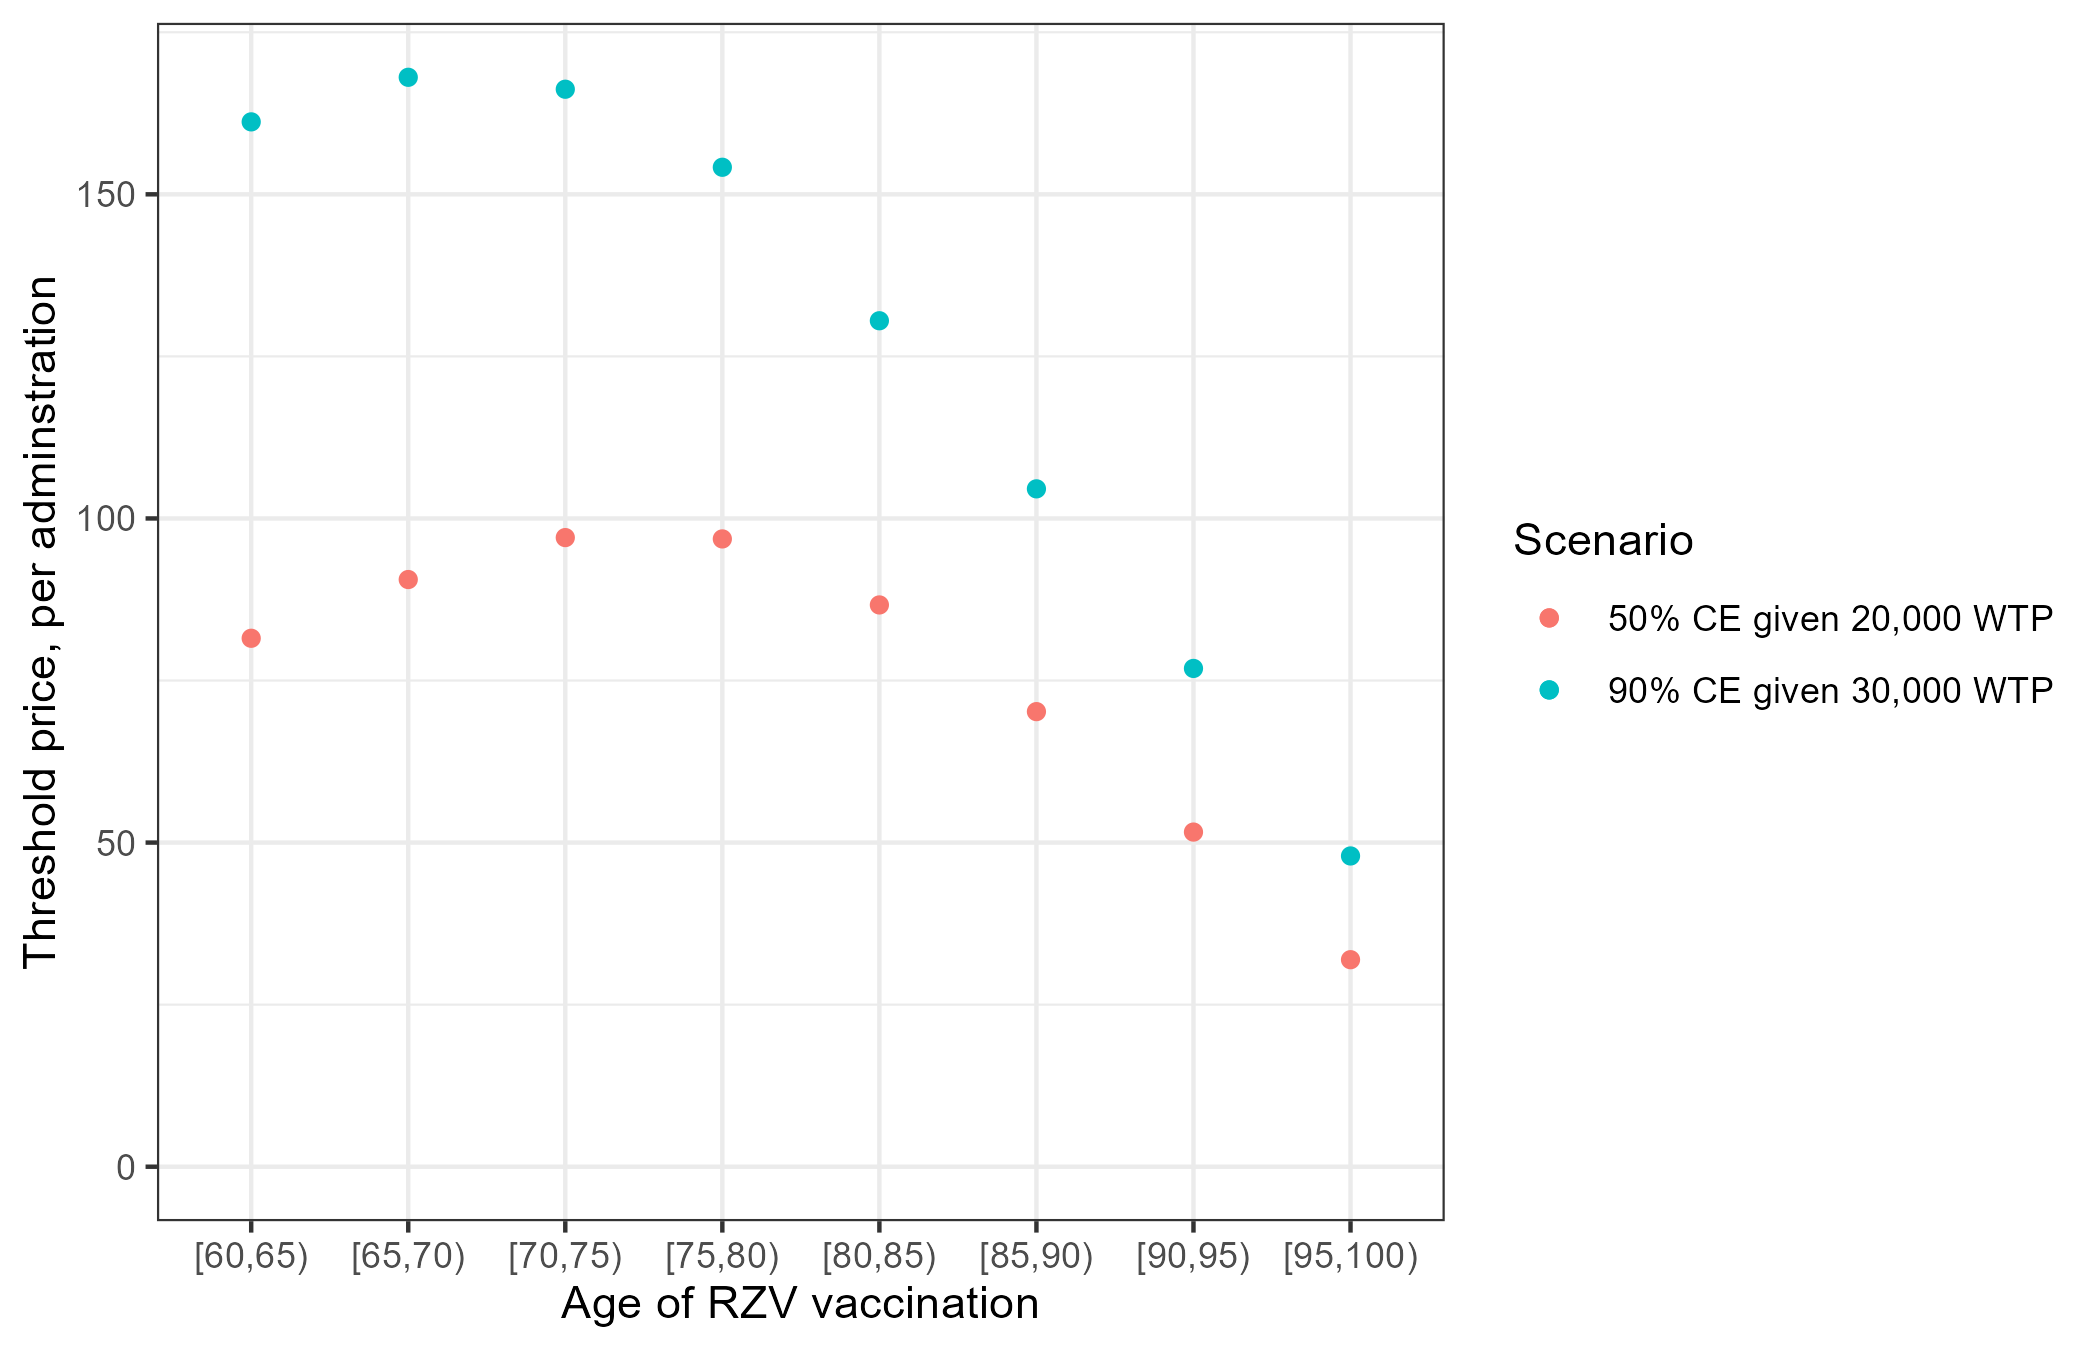 Threshold price, per adminstration
150
100
50
0
[60,65) [65,70) [70,75) [75,80) [80,85) [85,90) [90,95) [95,100)
Age of RZV vaccination
Scenario
50% CE given 20,000 WTP
90% CE given 30,000 WTP